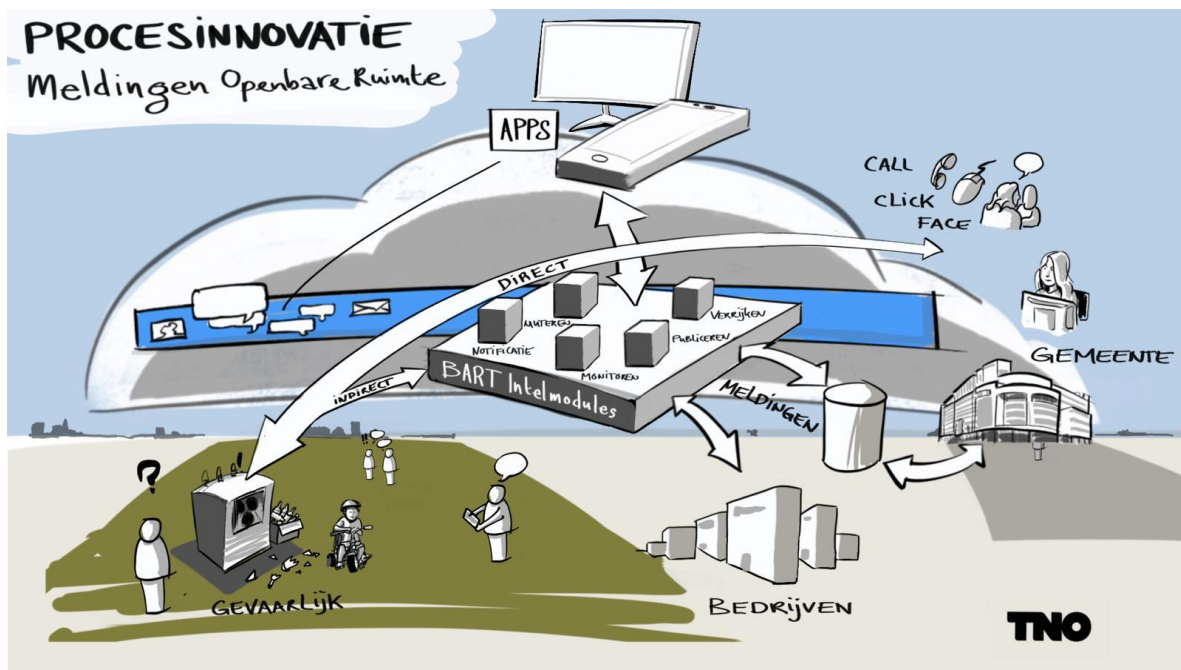 PROCESINNOVATIE
Meldingen Openbare Ruimte
APPS
CALL
CLICK
FACE
DIRECT
MUTEREN
VERRIJKEN
NOTIFICATIE
PUBLICEREN
MONITOREN
GEMEENTE
INDIRECT
BART Intelmodules
MELDINGEN
?
!
!!
GEVAARLIJK
BEDRIJVEN
TNO